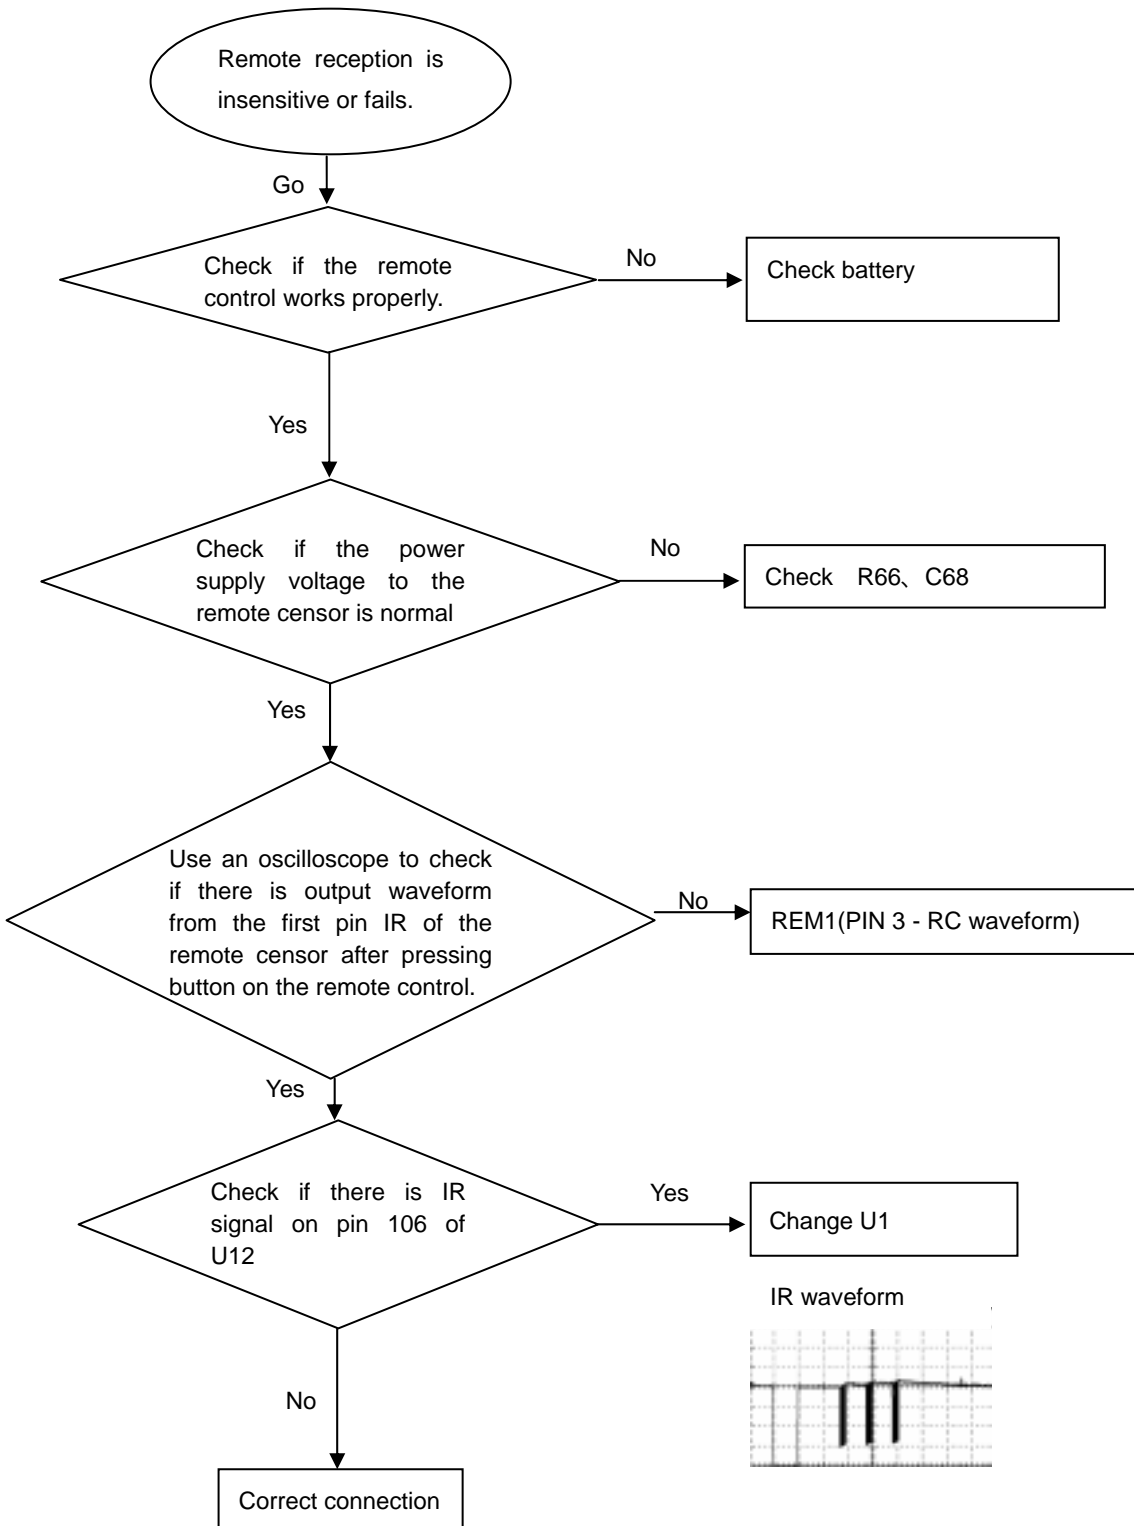 Remote reception is
insensitive or fails.
Go
Check if the remote
control works properly.
No
Check battery
Yes
Check if the power
supply voltage to the
remote censor is normal
No
Check R66、C68
Yes
Use an oscilloscope to check
if there is output waveform
from the first pin IR of the
remote censor after pressing
button on the remote control.
No
REM1(PIN 3 - RC waveform)
Yes
Check if there is IR
signal on pin 106 of
U12
Yes
Change U1
IR waveform
No
Correct connection